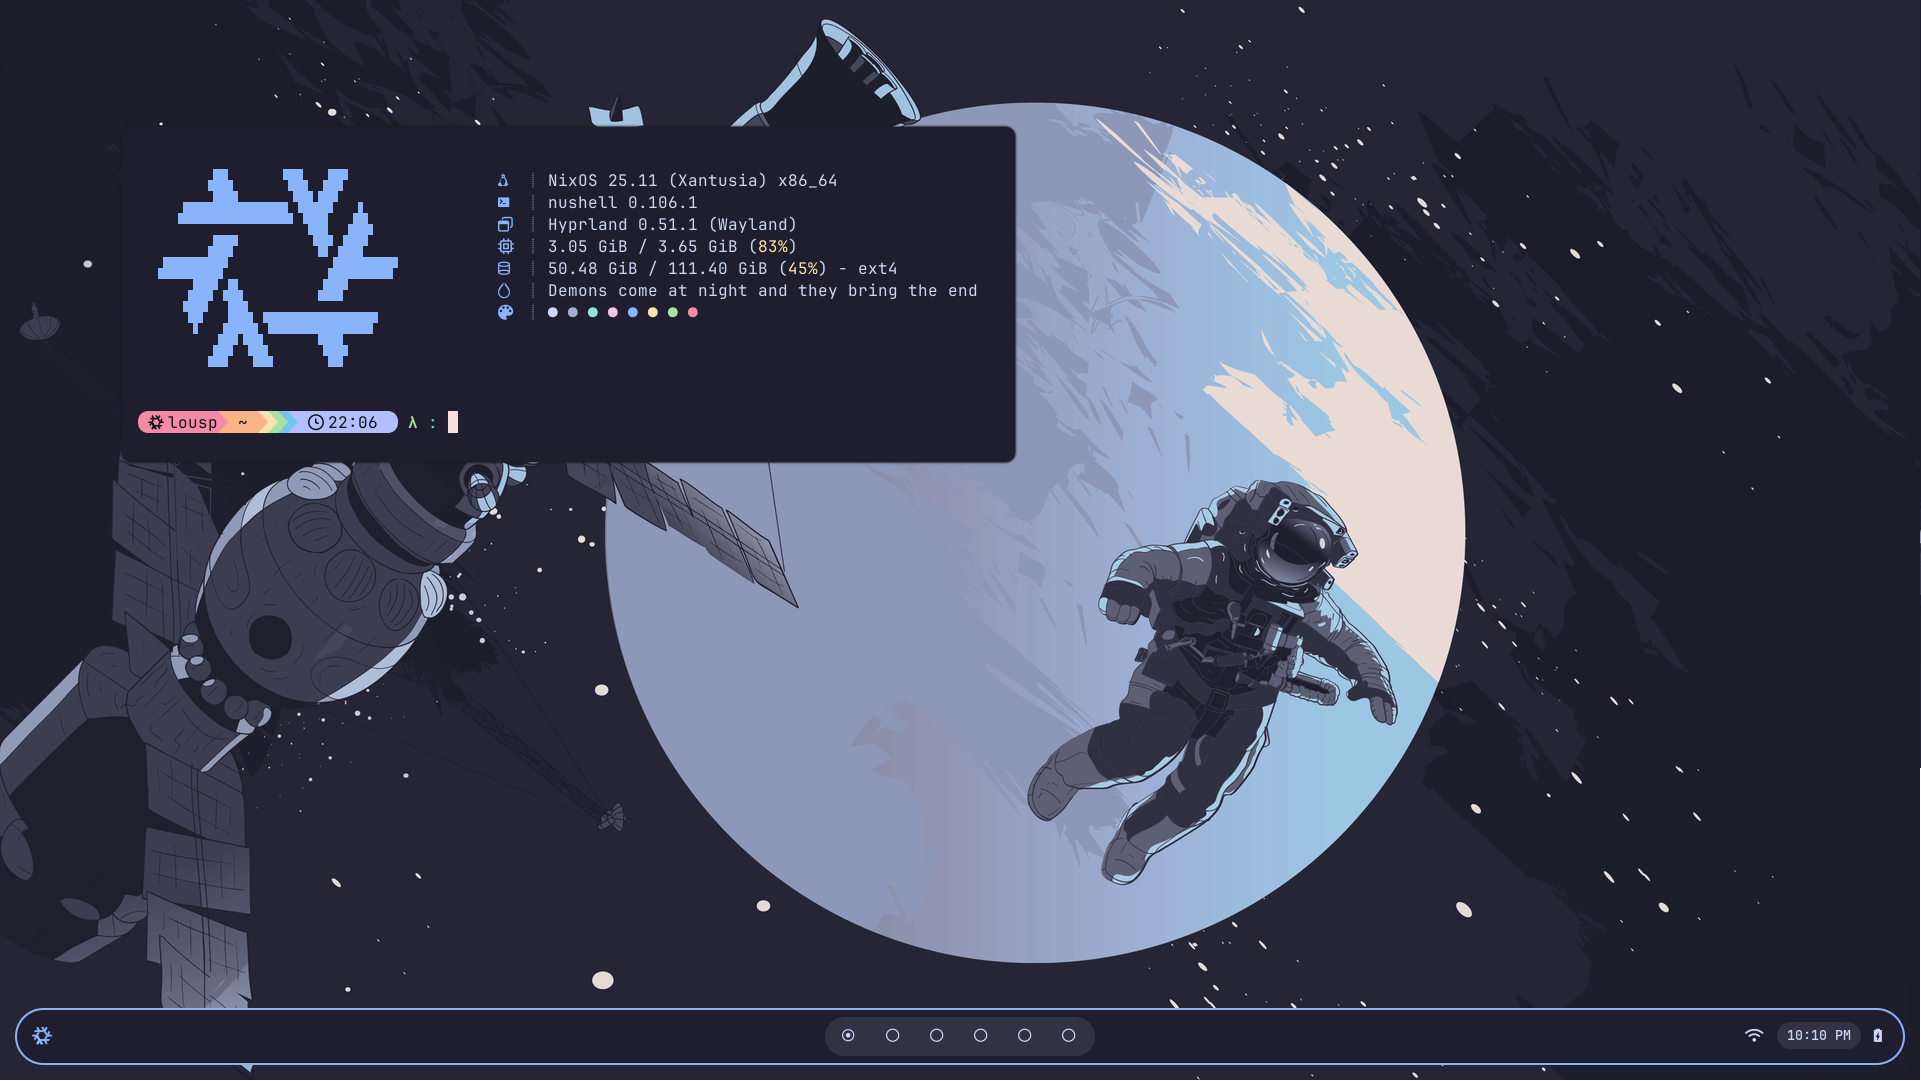 NixOS 25.11 (Xantusia) x86_64
nushell 0.106.1
Hyprland 0.51.1 (Wayland)
3.05 GiB / 3.65 GiB (83%)
50.48 GiB / 111.40 GiB (45%) - ext4
Demons come at night and they bring the end
lousp ~ 22:06 λ :
10:10 PM